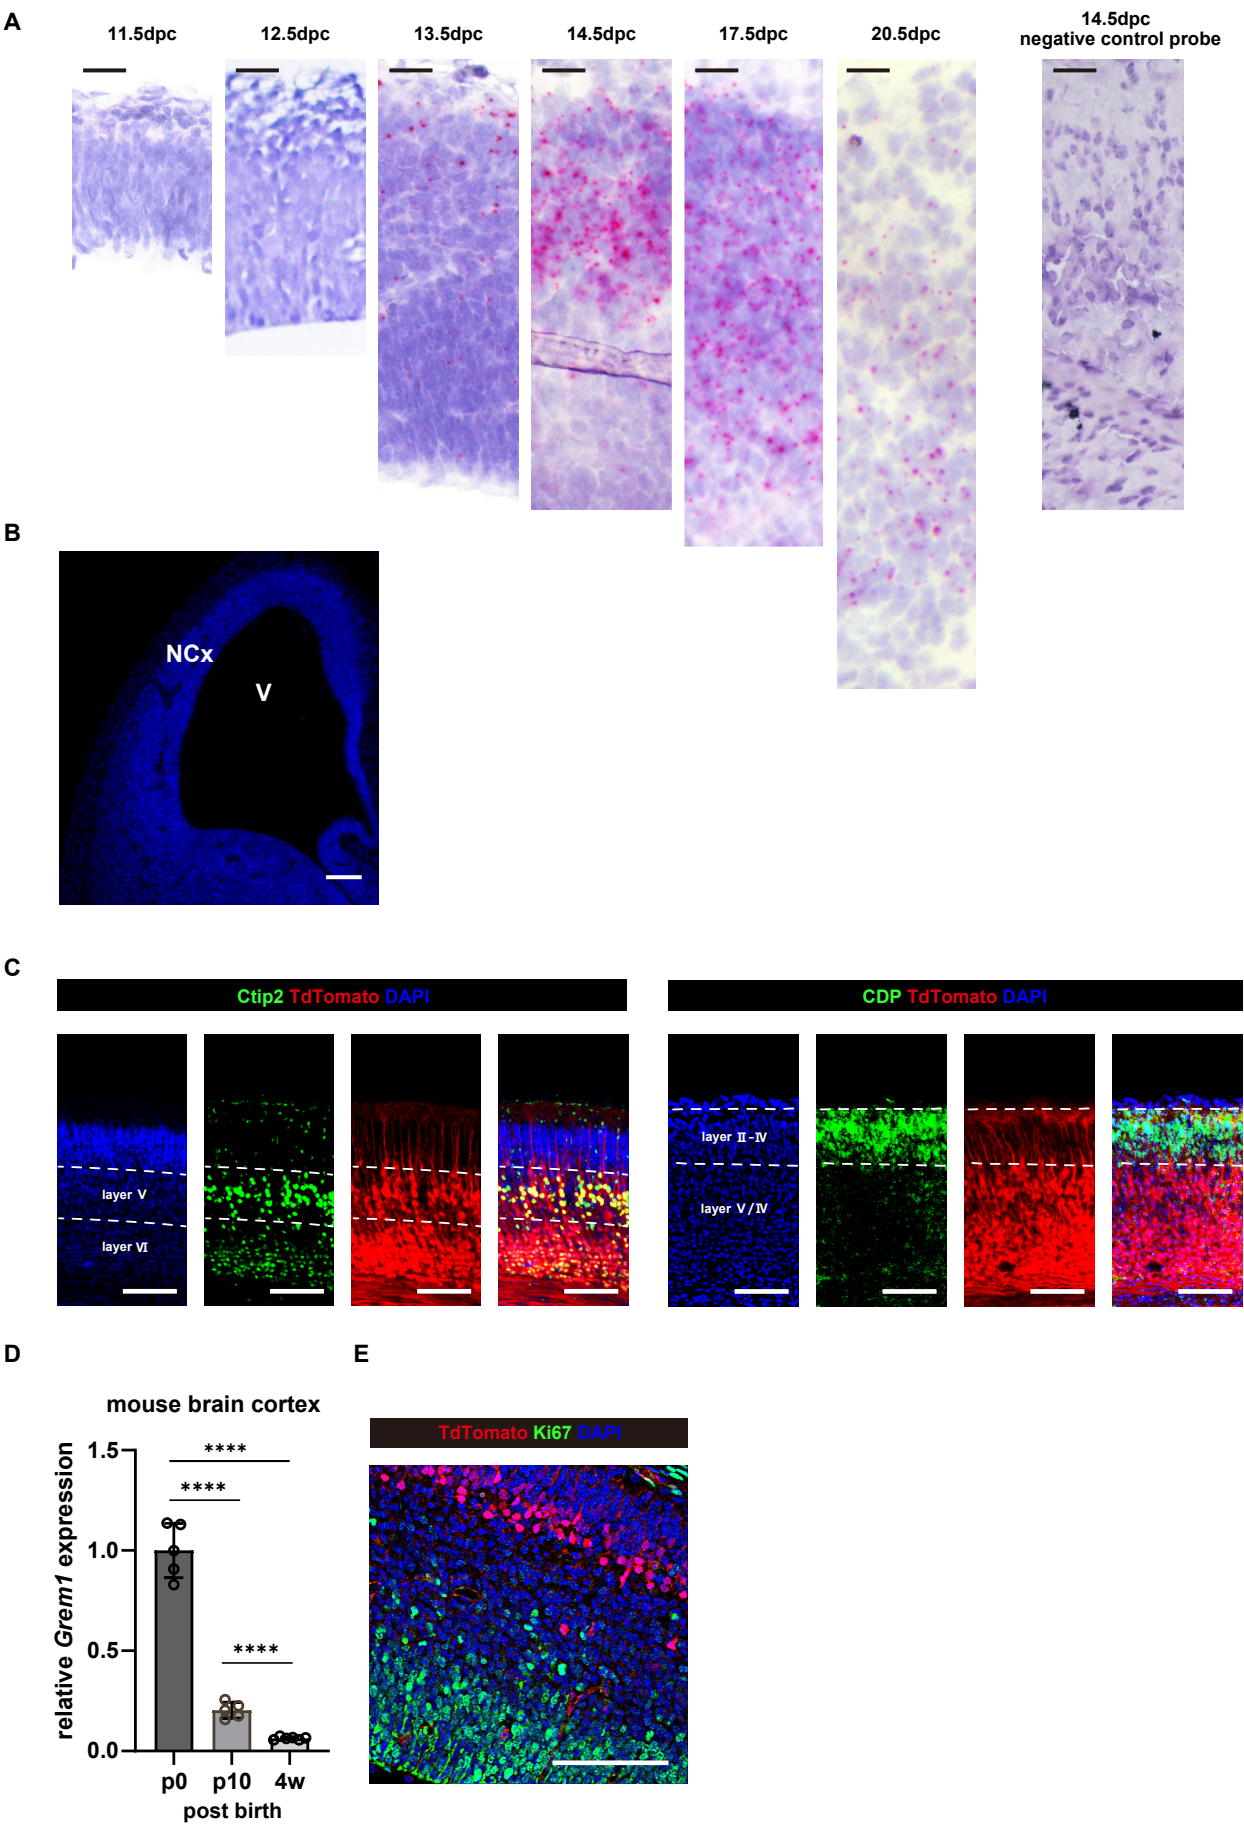 A
11.5dpc
12.5dpc
13.5dpc
14.5dpc
17.5dpc
20.5dpc
14.5dpc
negative control probe
B
NCx
V
C
Ctip2 TdTomato DAPI
CDP TdTomato DAPI
layer V
layer VI
layer II-IV
layer V/IV
D
mouse brain cortex
relative Grem1 expression
1.5
1.0
0.5
0.0
****
****
****
p0
p10
4w
post birth
E
TdTomato Ki67 DAPI